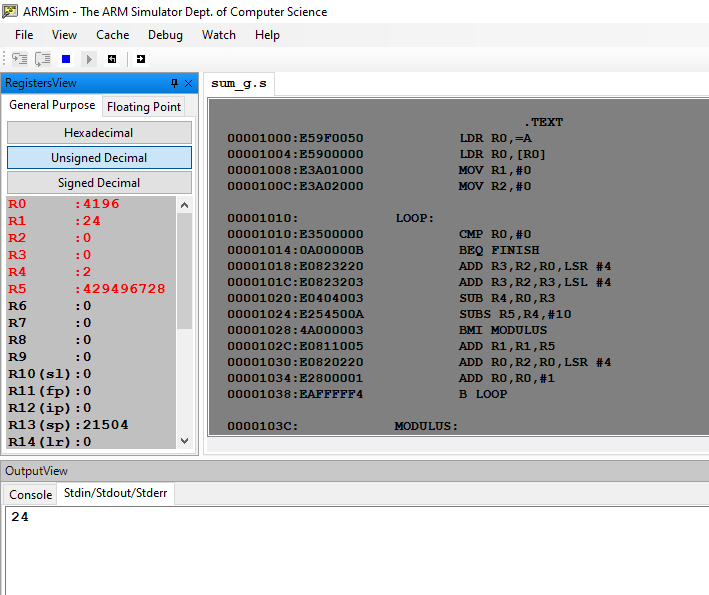 ARMSim - The ARM Simulator Dept. of Computer Science
File View Cache Debug Watch Help
RegistersView
General Purpose Floating Point
Hexadecimal
Unsigned Decimal
Signed Decimal
R0 :4196
R1 :24
R2 :0
R3 :0
R4 :2
R5 :429496728
R6 :0
R7 :0
R8 :0
R9 :0
R10(sl):0
R11(fp):0
R12(ip):0
R13(sp):21504
R14(lr):0
sum_g.s
.TEXT
00001000:E59F0050 LDR R0,=A
00001004:E5900000 LDR R0,[R0]
00001008:E3A01000 MOV R1,#0
0000100C:E3A02000 MOV R2,#0
00001010: LOOP:
00001010:E3500000 CMP R0,#0
00001014:0A00000B BEQ FINISH
00001018:E0823220 ADD R3,R2,R0,LSR #4
0000101C:E0823203 ADD R3,R2,R3,LSL #4
00001020:E0404003 SUB R4,R0,R3
00001024:E254500A SUBS R5,R4,#10
00001028:4A000003 BMI MODULUS
0000102C:E0811005 ADD R1,R1,R5
00001030:E0820220 ADD R0,R2,R0,LSR #4
00001034:E2800001 ADD R0,R0,#1
00001038:EAFFFFF4 B LOOP
0000103C: MODULUS:
OutputView
Console Stdin/Stdout/Stderr
24